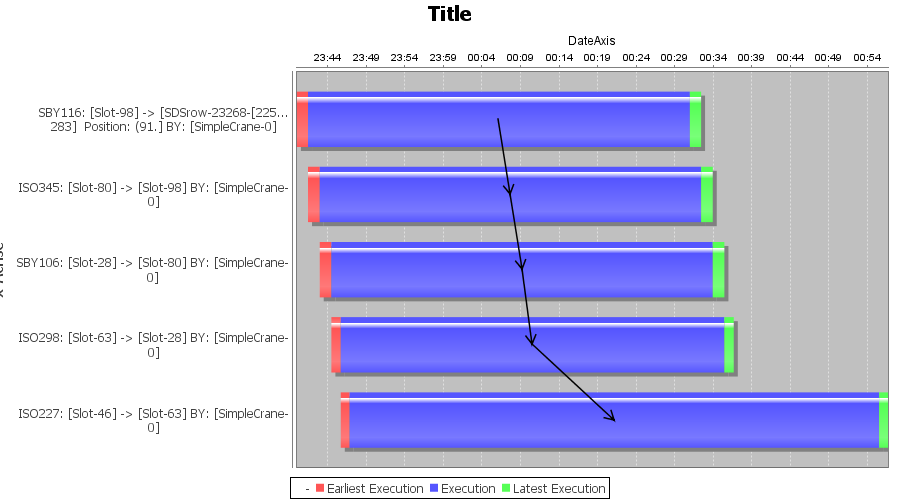 Title
DateAxis
23:44 23:49 23:54 23:59 00:04 00:09 00:14 00:19 00:24 00:29 00:34 00:39 00:44 00:49 00:54
SBY116: [Slot-98] -> [SDSrow-23268-[225...
283] Position: (91.] BY: [SimpleCrane-0]
ISO345: [Slot-80] -> [Slot-98] BY: [SimpleCrane-
0]
SBY106: [Slot-28] -> [Slot-80] BY: [SimpleCrane-
0]
ISO298: [Slot-63] -> [Slot-28] BY: [SimpleCrane-
0]
ISO227: [Slot-46] -> [Slot-63] BY: [SimpleCrane-
0]
- Earliest Execution Execution Latest Execution